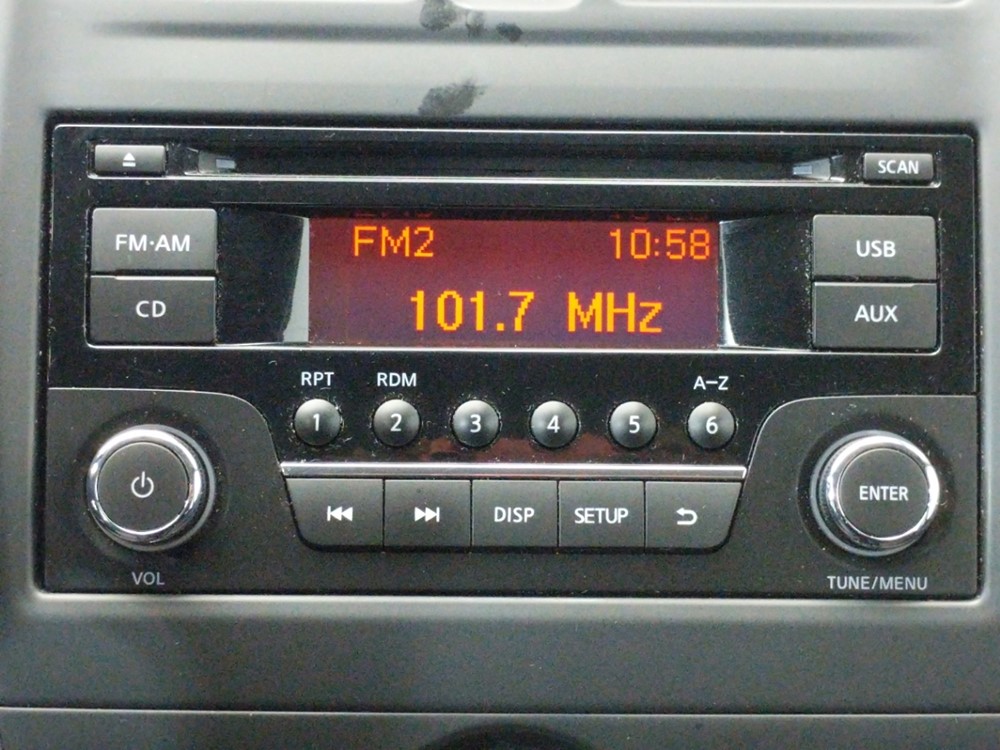 SCAN
FM·AM
FM2 10:58
USB
CD
101.7 MHz
AUX
RPT RDM A-Z
1 2 3 4 5 6
DISP SETUP
ENTER
VOL
TUNE/MENU